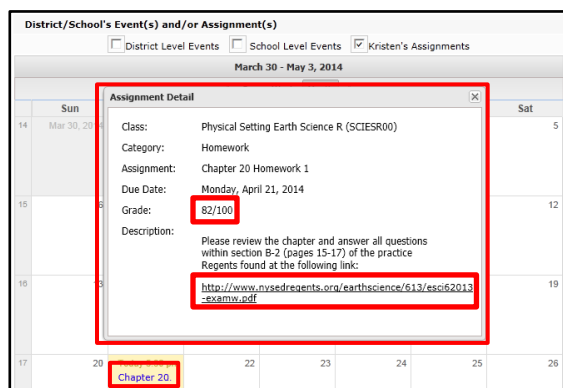 District/School's Event(s) and/or Assignment(s)
District Level Events School Level Events Kristen's Assignments
March 30 - May 3, 2014
Assignment Detail
Sun Sat
14 Mar 30, 5
Class: Physical Setting Earth Science R (SCIESR00)
Category: Homework
Assignment: Chapter 20 Homework 1
Due Date: Monday, April 21, 2014
15 12
Grade: 82/100
Description:
Please review the chapter and answer all questions
within section B-2 (pages 15-17) of the practice
Regents found at the following link:
16 19
http://www.nysedregents.org/earthscience/613/esci62013
-examw.pdf
17 20 Today 22 23 24 25 26
Chapter 20.